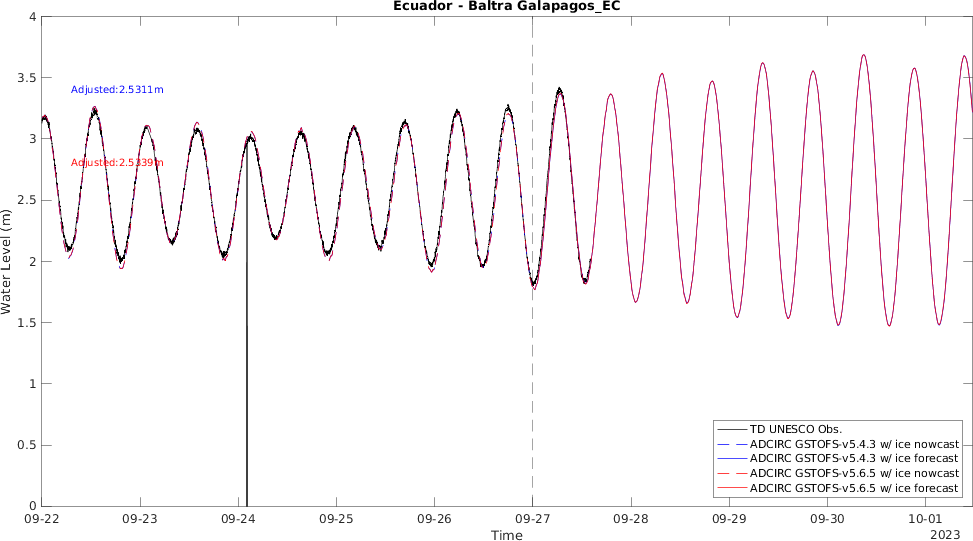 Ecuador - Baltra Galapagos_EC
4
3.5
3
2.5
2
1.5
1
0.5
0
Water Level (m)
Adjusted:2.5311m
Adjusted:2.5339m
TD UNESCO Obs.
ADCIRC GSTOFS-v5.4.3 w/ ice nowcast
ADCIRC GSTOFS-v5.4.3 w/ ice forecast
ADCIRC GSTOFS-v5.6.5 w/ ice nowcast
ADCIRC GSTOFS-v5.6.5 w/ ice forecast
09-22 09-23 09-24 09-25 09-26 09-27 09-28 09-29 09-30 10-01
Time
2023